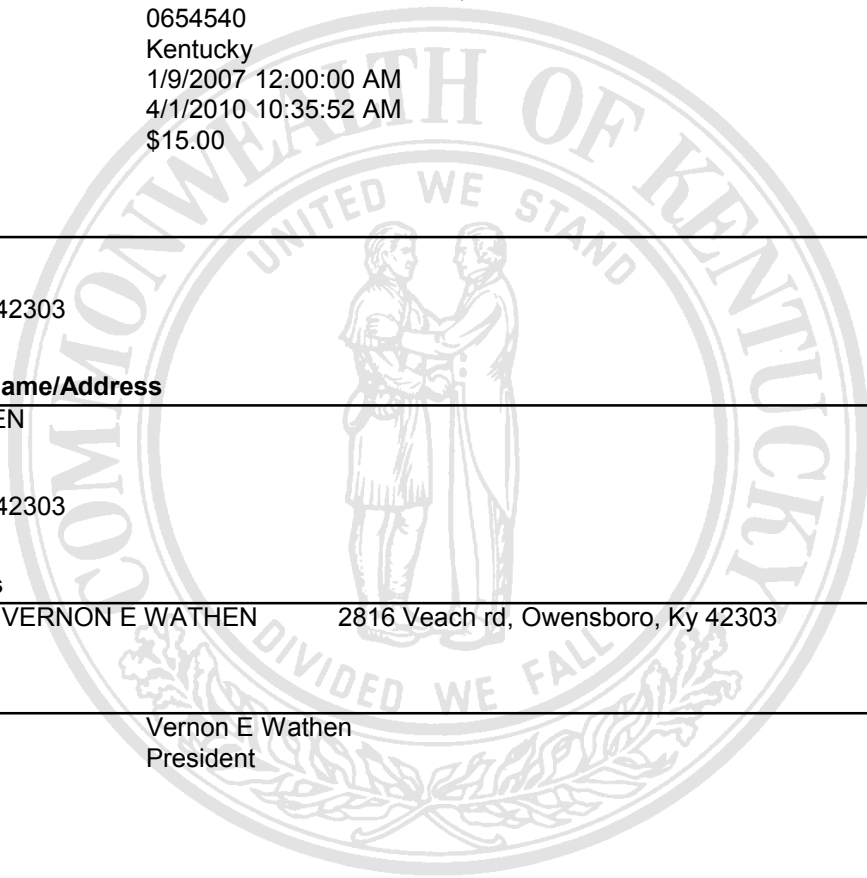 0654540
Kentucky
1/9/2007 12:00:00 AM
4/1/2010 10:35:52 AM
$15.00
COMMONWEALTH OF KENTUCKY
UNITED WE STAND
42303
ame/Address
EN
42303
s
VERNON E WATHEN 2816 Veach rd, Owensboro, Ky 42303
DIVIDED WE FALL
Vernon E Wathen
President